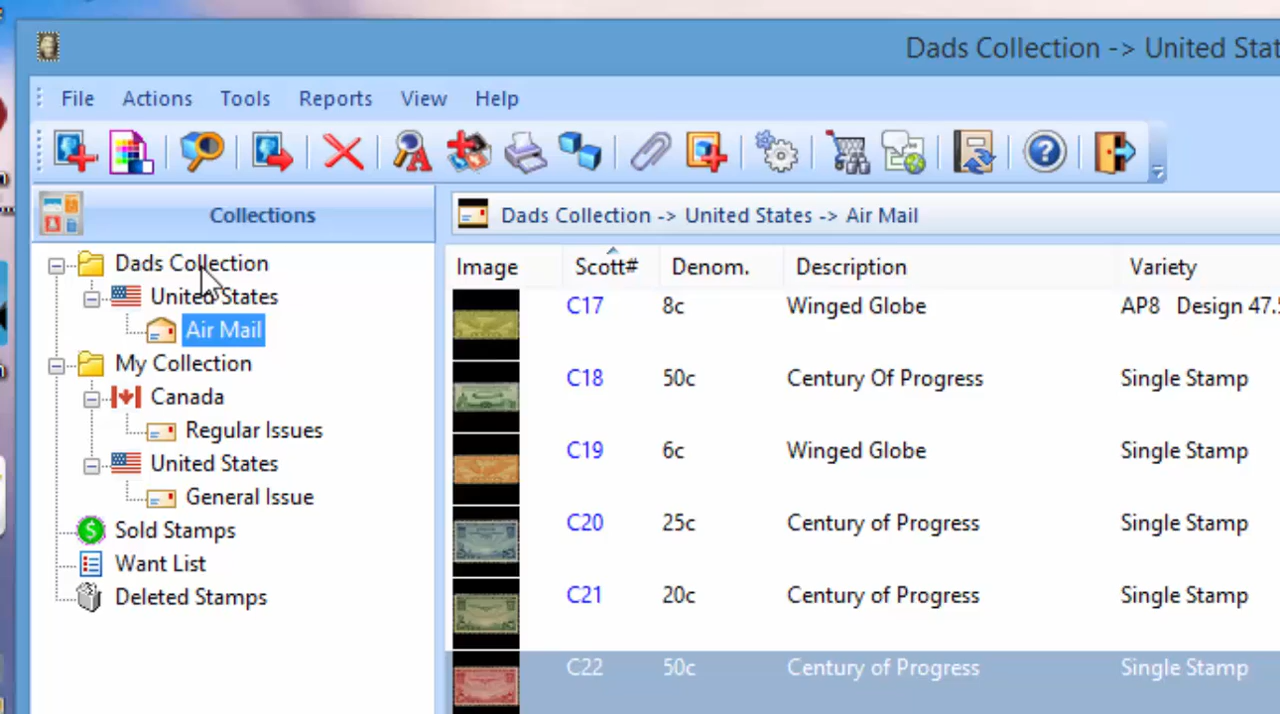 Dads Collection -> United Stat
File Actions Tools Reports View Help
Collections
Dads Collection -> United States -> Air Mail
Dads Collection
United States
Air Mail
My Collection
Canada
Regular Issues
United States
General Issue
Sold Stamps
Want List
Deleted Stamps
Image Scott# Denom. Description Variety
C17 8c Winged Globe AP8 Design 47.5
C18 50c Century Of Progress Single Stamp
C19 6c Winged Globe Single Stamp
C20 25c Century of Progress Single Stamp
C21 20c Century of Progress Single Stamp
C22 50c Century of Progress Single Stamp